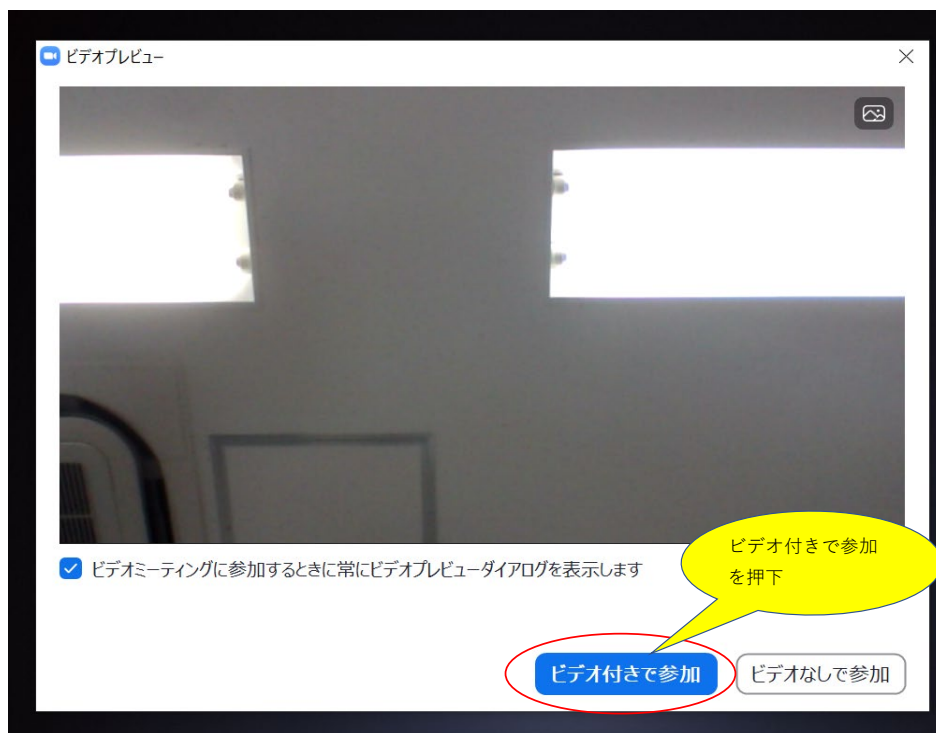 ビデオプレビュー
ビデオ付きで参加
を押下
ビデオミーティングに参加するときに常にビデオプレビューダイアログを表示します
ビデオ付きで参加
ビデオなしで参加